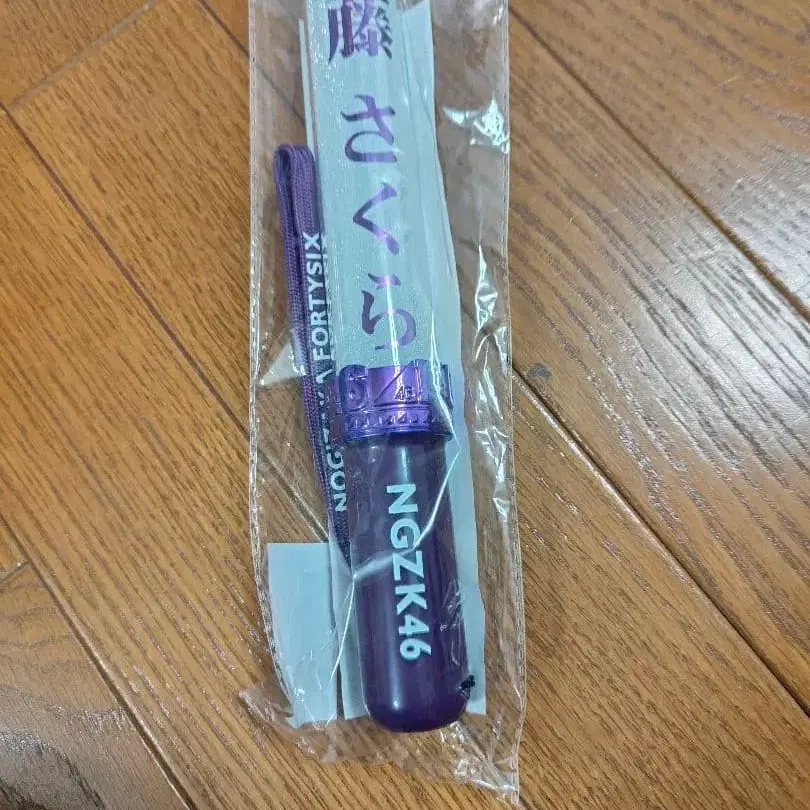 藤 さくら
NOGIZAKA FORTYSIX
46
NGZK46